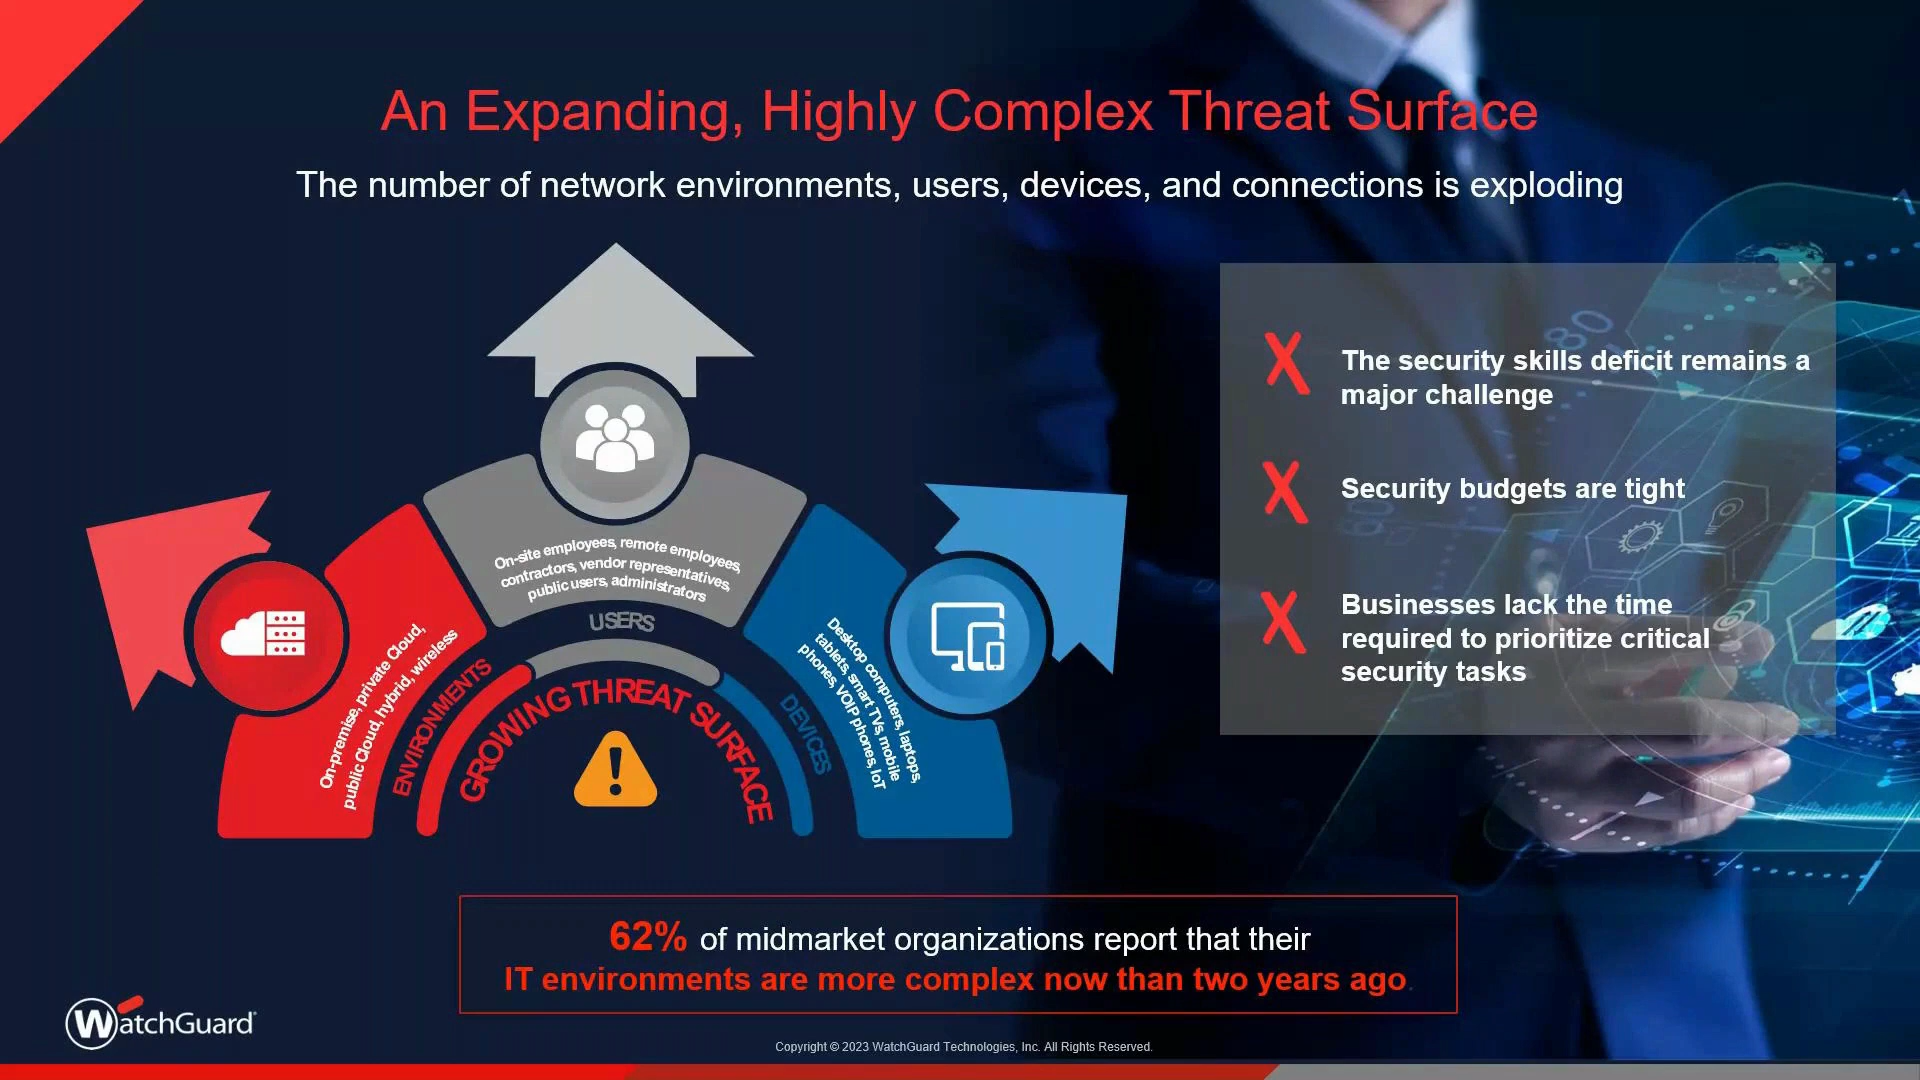 An Expanding, Highly Complex Threat Surface
The number of network environments, users, devices, and connections is exploding
On-site employees, remote employees,
contractors, vendor representatives,
public users, administrators
USERS
On-premise, private Cloud,
public Cloud, hybrid, wireless
ENVIRONMENTS
Desktop computers, laptops,
tablets, smart TVs, mobile
phones, VOIP phones, IoT
DEVICES
GROWING THREAT SURFACE
!
X The security skills deficit remains a
major challenge
X Security budgets are tight
X Businesses lack the time
required to prioritize critical
security tasks
80
62% of midmarket organizations report that their
IT environments are more complex now than two years ago.
WatchGuard®
Copyright © 2023 WatchGuard Technologies, Inc. All Rights Reserved.